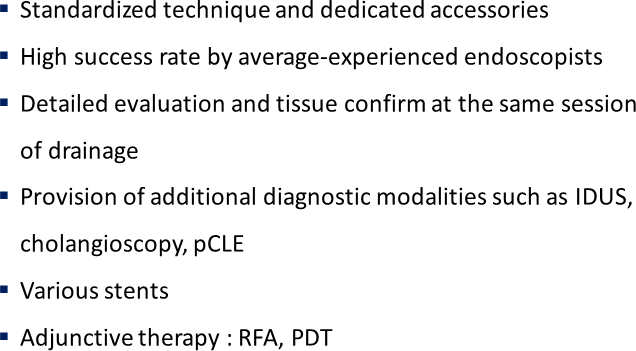 ▪ Standardized technique and dedicated accessories
▪ High success rate by average-experienced endoscopists
▪ Detailed evaluation and tissue confirm at the same session
of drainage
▪ Provision of additional diagnostic modalities such as IDUS,
cholangioscopy, pCLE
▪ Various stents
▪ Adjunctive therapy : RFA, PDT